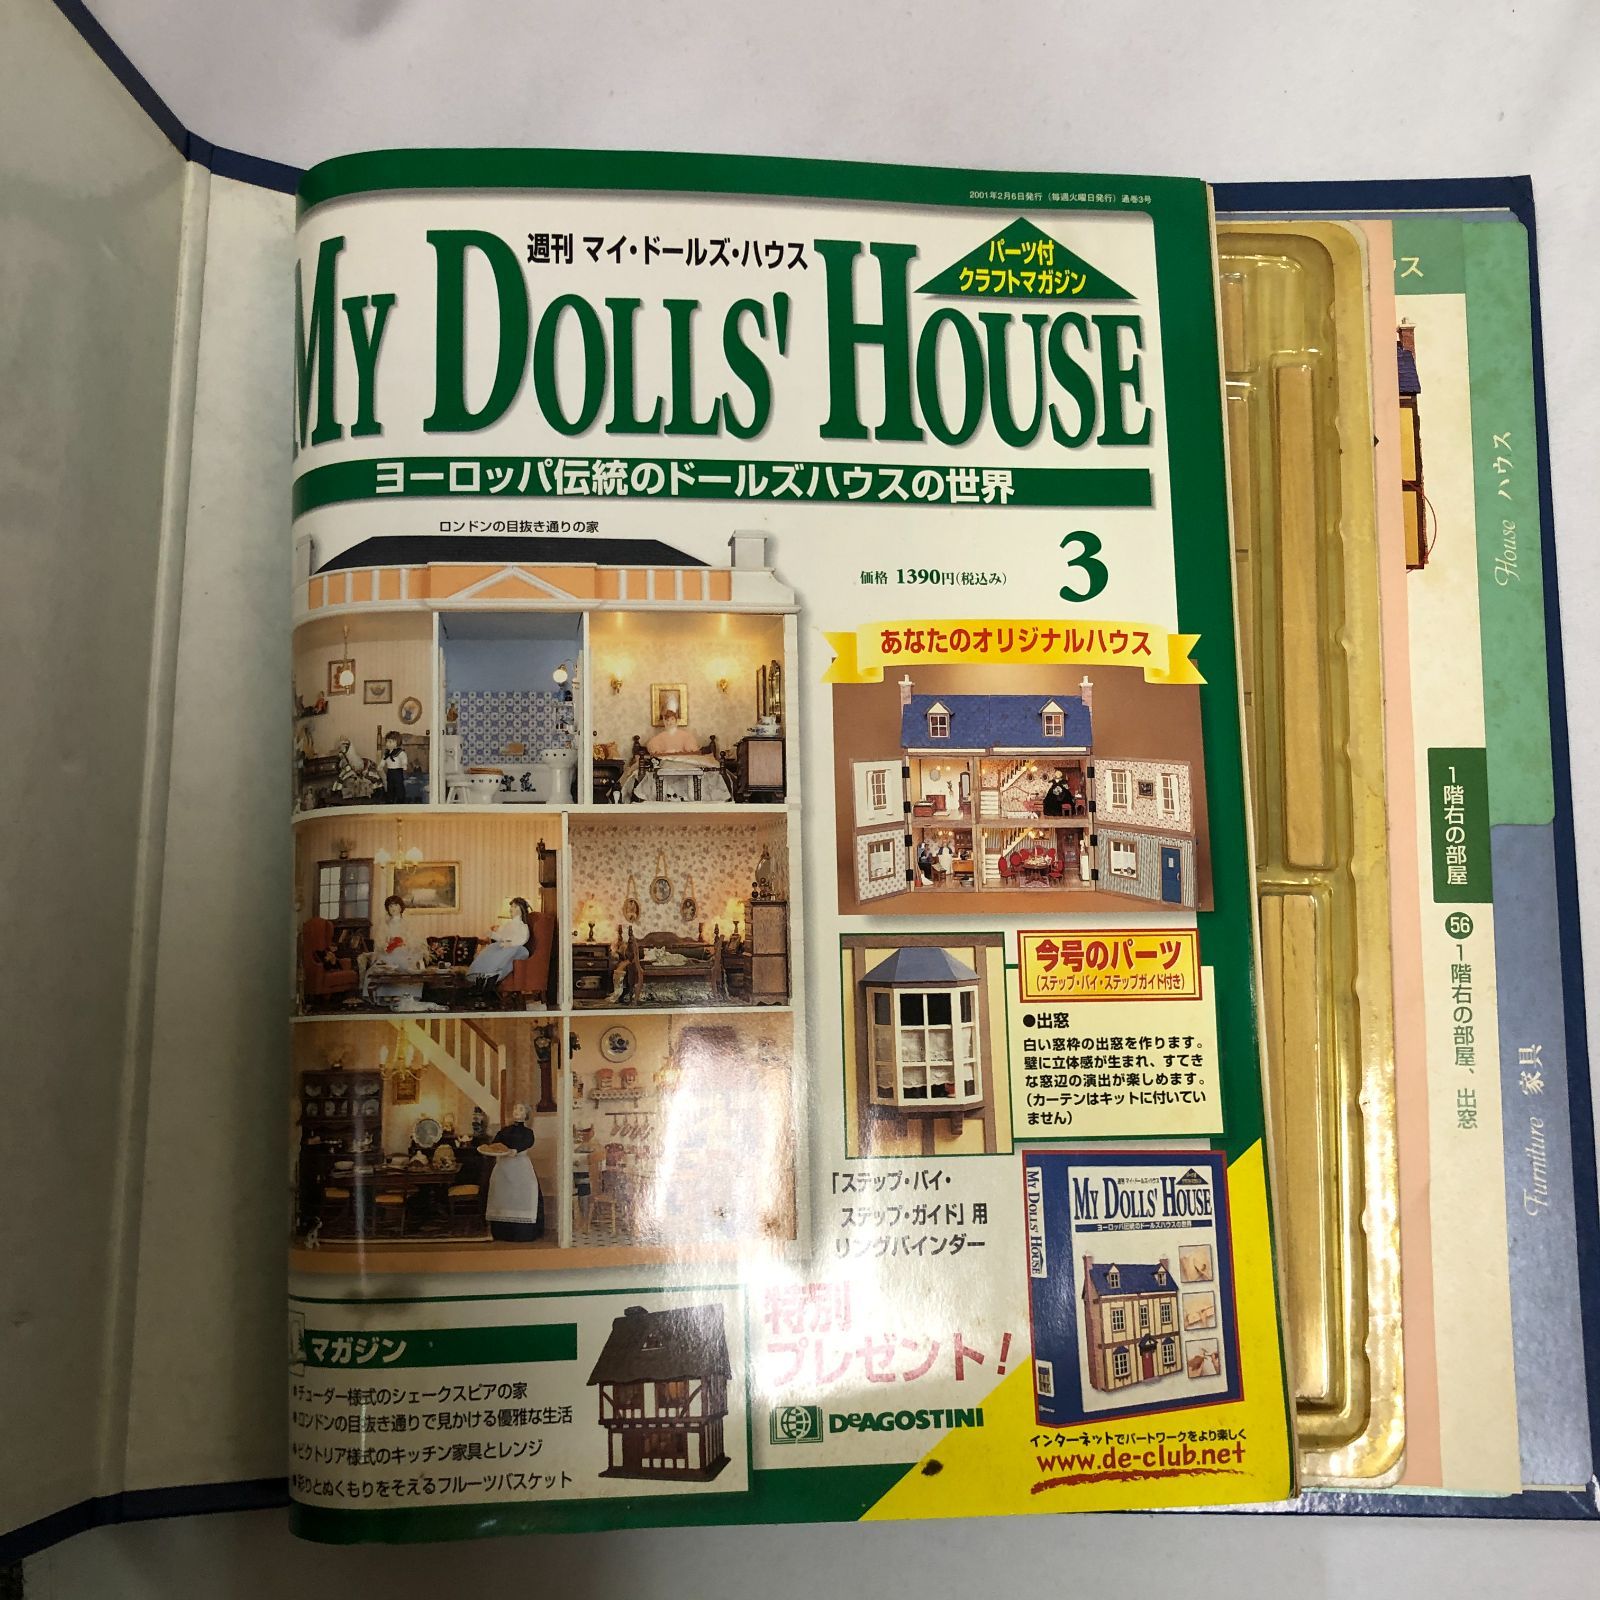 2001年2月6日発行（毎週火曜日発行）通巻3号
週刊 マイ・ドールズ・ハウス
パーツ付
クラフトマガジン
MY DOLLS' HOUSE
ヨーロッパ伝統のドールズハウスの世界
ロンドンの目抜き通りの家
価格 1390円(税込み)
3
あなたのオリジナルハウス
今号のパーツ
(ステップ・バイ・ステップガイド付き)
●出窓
白い窓枠の出窓を作ります。
壁に立体感が生まれ、すてき
な窓辺の演出が楽しめます。
(カーテンはキットに付いてい
ません)
「ステップ・バイ・
ステップ・ガイド」用
リングバインダー
特別
プレゼント!
MY DOLLS' HOUSE
週刊 マイ・ドールズ・ハウス
MY DOLLS' HOUSE
ヨーロッパ伝統のドールズハウスの世界
マガジン
●チューダー様式のシェークスピアの家
●ロンドンの目抜き通りで見かける優雅な生活
●ビクトリア様式のキッチン家具とレンジ
●彩りとぬくもりをそえるフルーツバスケット
DEAGOSTINI
インターネットでパートワークをより楽しく
www.de-club.net
ス
House ハウス
1階右の部屋
56 1階右の部屋、出窓
Furniture 家具